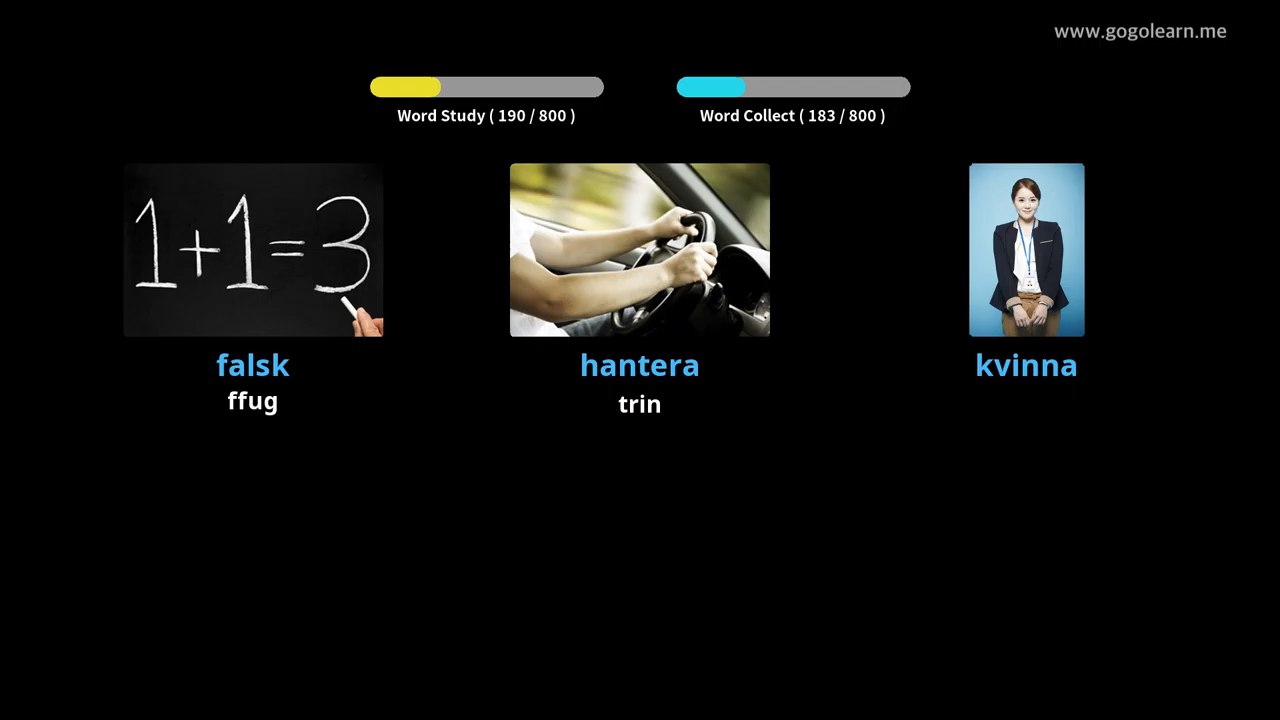 www.gogolearn.me
Word Study ( 190 / 800 )
Word Collect ( 183 / 800 )
1+1=3
falsk
hantera
kvinna
ffug
trin